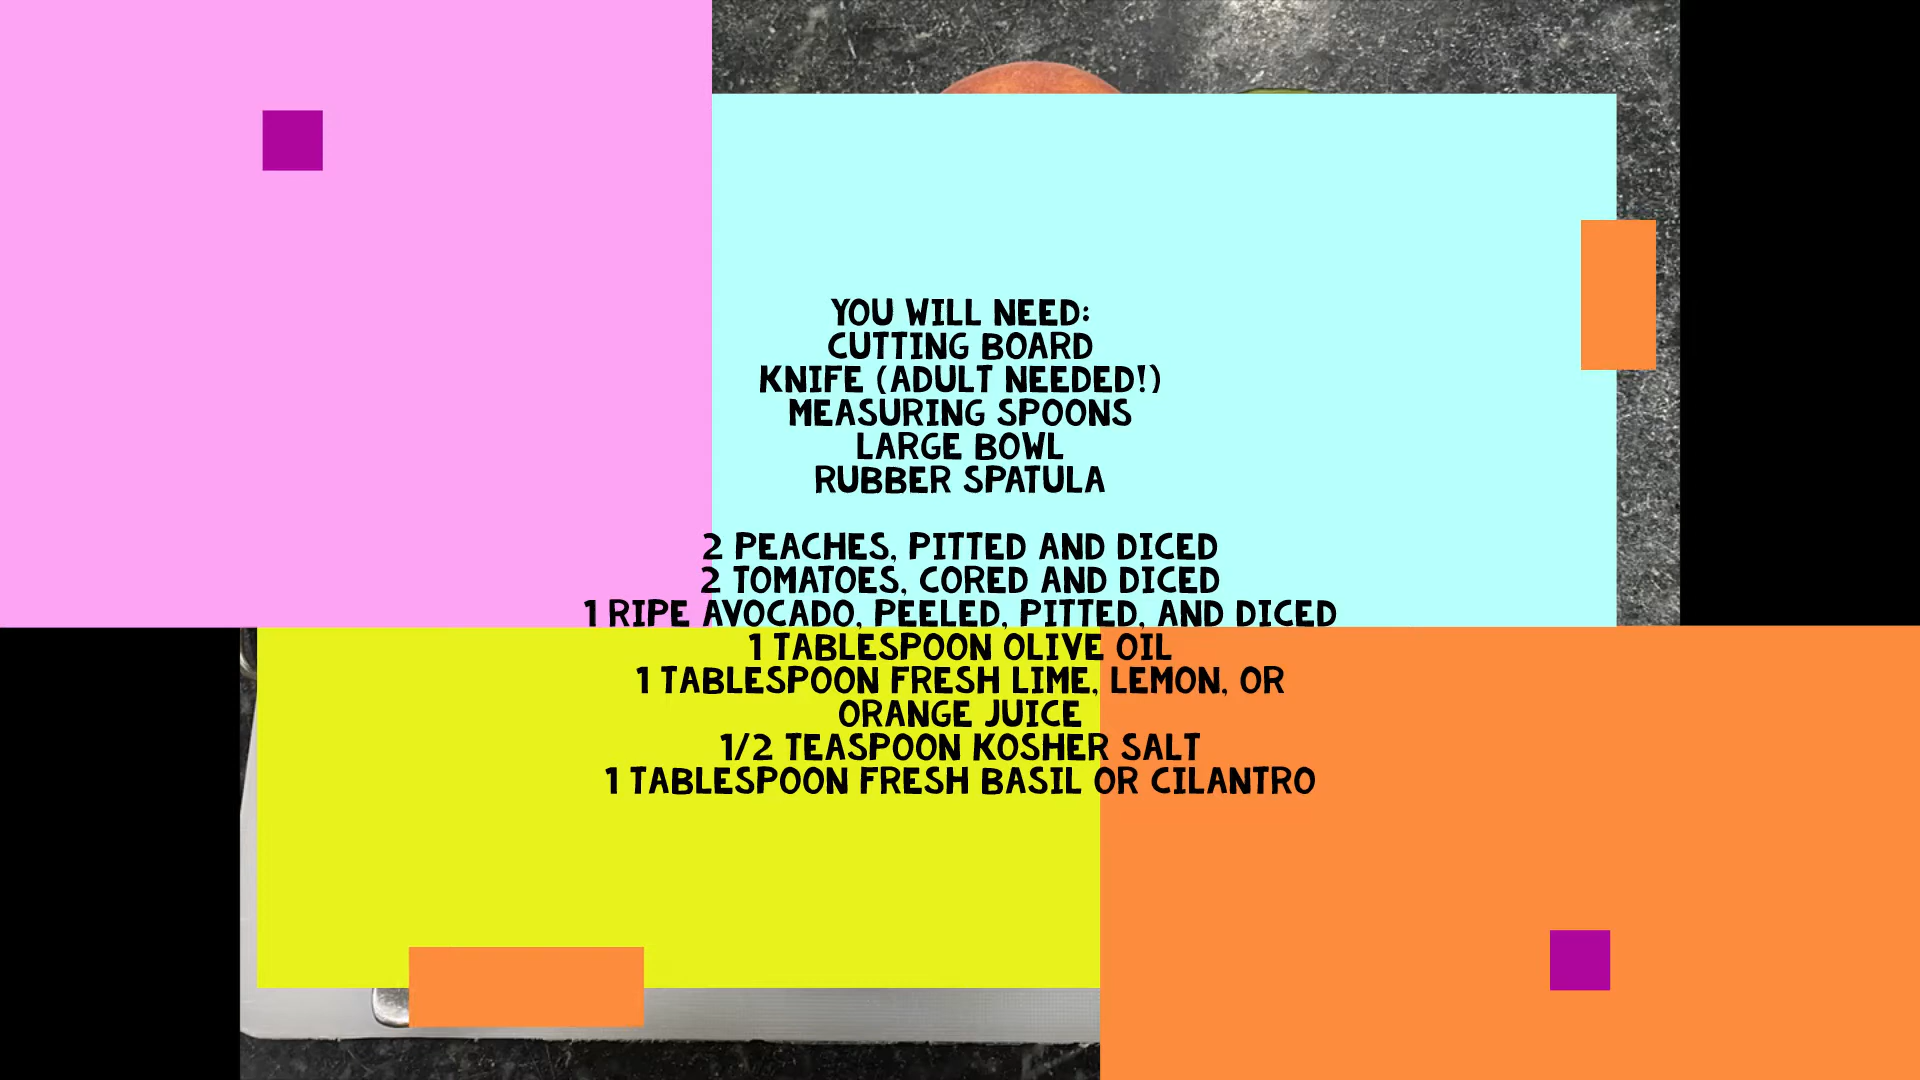 YOU WILL NEED:
CUTTING BOARD
KNIFE (ADULT NEEDED!)
MEASURING SPOONS
LARGE BOWL
RUBBER SPATULA
2 PEACHES, PITTED AND DICED
2 TOMATOES, CORED AND DICED
1 RIPE AVOCADO, PEELED, PITTED, AND DICED
1 TABLESPOON OLIVE OIL
1 TABLESPOON FRESH LIME, LEMON, OR
ORANGE JUICE
1/2 TEASPOON KOSHER SALT
1 TABLESPOON FRESH BASIL OR CILANTRO